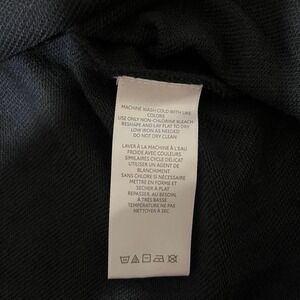 MACHINE WASH COLD WITH LIKE
COLORS
USE ONLY NON-CHLORINE BLEACH
RESHAPE AND LAY FLAT TO DRY
LOW IRON AS NEEDED
DO NOT DRY CLEAN
LAVER À LA MACHINE À L'EAU
FROIDE AVEC COULEURS
SIMILAIRES CYCLE DÉLICAT
UTILISER UN AGENT DE
BLANCHIMENT
SANS CHLORE SI NÉCESSAIRE
METTRE EN FORME ET
SÉCHER À PLAT
REPASSER, AU BESOIN,
À TRÈS BASSE
TEMPÉRATURE NE PAS
NETTOYER À SEC